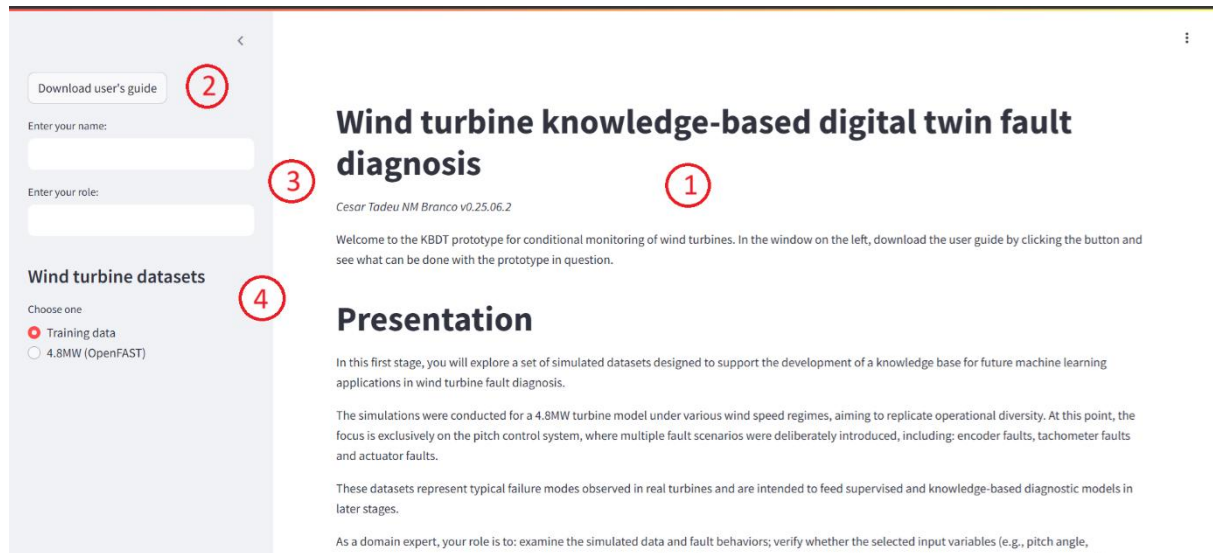 Download user's guide
2
Enter your name:
3
Enter your role:
Wind turbine datasets
4
Choose one
Training data
4.8MW (OpenFAST)
Wind turbine knowledge-based digital twin fault
diagnosis
1
Cesar Tadeu NM Branco v0.25.06.2
Welcome to the KBDT prototype for conditional monitoring of wind turbines. In the window on the left, download the user guide by clicking the button and
see what can be done with the prototype in question.
Presentation
In this first stage, you will explore a set of simulated datasets designed to support the development of a knowledge base for future machine learning
applications in wind turbine fault diagnosis.
The simulations were conducted for a 4.8MW turbine model under various wind speed regimes, aiming to replicate operational diversity. At this point, the
focus is exclusively on the pitch control system, where multiple fault scenarios were deliberately introduced, including: encoder faults, tachometer faults
and actuator faults.
These datasets represent typical failure modes observed in real turbines and are intended to feed supervised and knowledge-based diagnostic models in
later stages.
As a domain expert, your role is to: examine the simulated data and fault behaviors; verify whether the selected input variables (e.g., pitch angle,